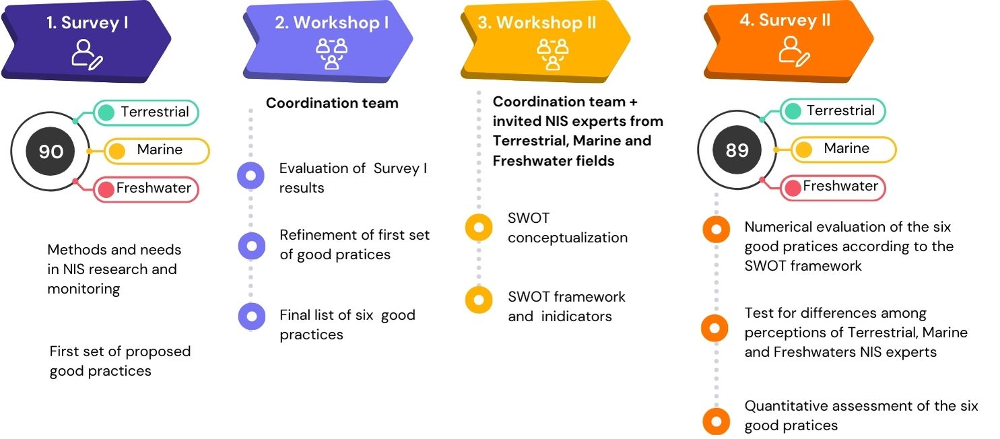 1. Survey I
90
Terrestrial
Marine
Freshwater
Methods and needs
in NIS research and
monitoring
First set of proposed
good practices
2. Workshop I
Coordination team
Evaluation of  Survey I
results
Refinement of first set
of good pratices
Final list of six  good
practices
3. Workshop II
Coordination team +
invited NIS experts from
Terrestrial, Marine and
Freshwater fields
SWOT
conceptualization
SWOT framework
and  inidicators
4. Survey II
89
Terrestrial
Marine
Freshwater
Numerical evaluation of the six
good pratices according to the
SWOT framework
Test for differences among
perceptions of Terrestrial, Marine
and Freshwaters NIS experts
Quantitative assessment of the six
good pratices